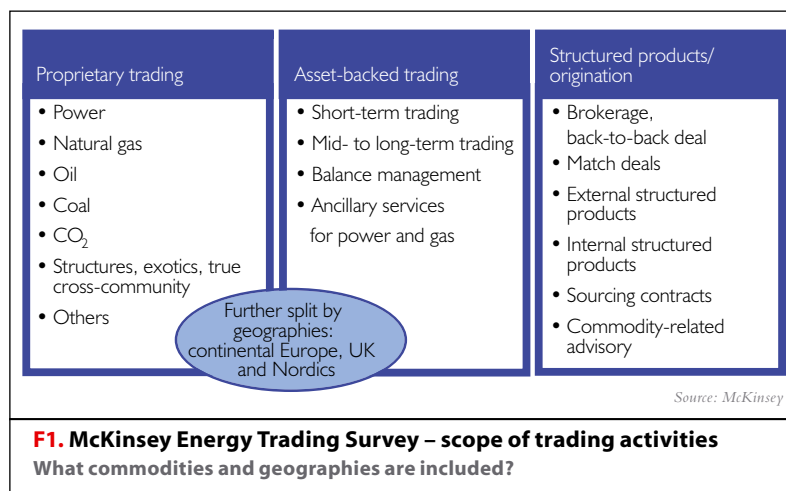 Proprietary trading
• Power
• Natural gas
• Oil
• Coal
• CO₂
• Structures, exotics, true
cross-community
• Others
Asset-backed trading
• Short-term trading
• Mid- to long-term trading
• Balance management
• Ancillary services
for power and gas
Structured products/
origination
• Brokerage,
back-to-back deal
• Match deals
• External structured
products
• Internal structured
products
• Sourcing contracts
• Commodity-related
advisory
Further split by
geographies:
continental Europe, UK
and Nordics
Source: McKinsey
F1. McKinsey Energy Trading Survey – scope of trading activities
What commodities and geographies are included?